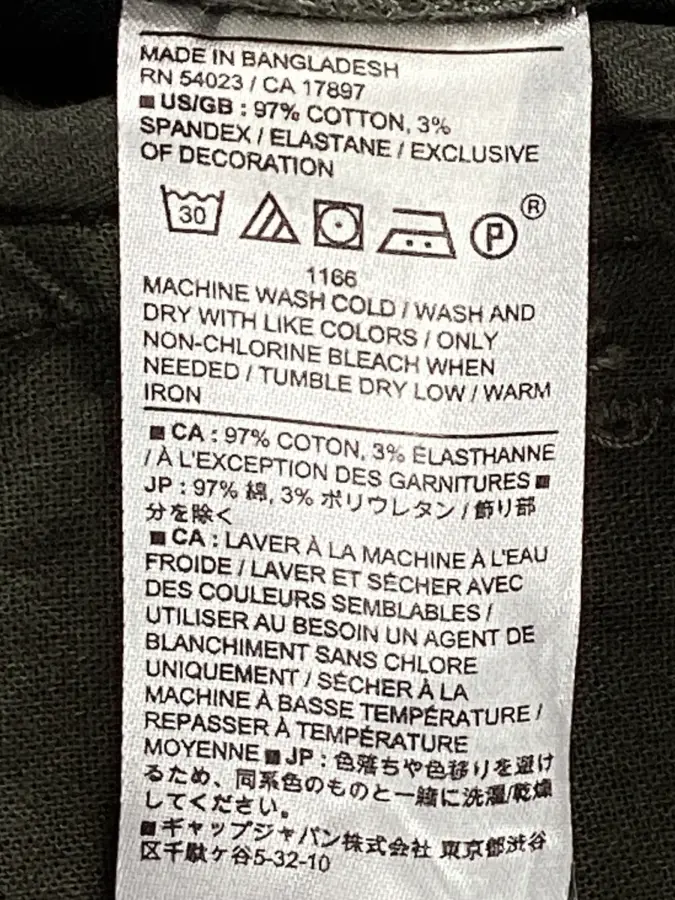 MADE IN BANGLADESH
RN 54023 / CA 17897
■ US/GB : 97% COTTON, 3%
SPANDEX / ELASTANE / EXCLUSIVE
OF DECORATION
30 P ®
1166
MACHINE WASH COLD / WASH AND
DRY WITH LIKE COLORS / ONLY
NON-CHLORINE BLEACH WHEN
NEEDED / TUMBLE DRY LOW / WARM
IRON
■ CA : 97% COTON, 3% ÉLASTHANNE
/ À L'EXCEPTION DES GARNITURES ■
JP : 97% 綿, 3% ポリウレタン / 飾り部
分を除く
■ CA : LAVER À LA MACHINE À L'EAU
FROIDE / LAVER ET SÉCHER AVEC
DES COULEURS SEMBLABLES /
UTILISER AU BESOIN UN AGENT DE
BLANCHIMENT SANS CHLORE
UNIQUEMENT / SÉCHER À LA
MACHINE À BASSE TEMPÉRATURE /
REPASSER À TEMPÉRATURE
MOYENNE ■ JP : 色落ちや色移りを避け
るため、同系色のものと一緒に洗濯/乾燥
してください。
■ ギャップジャパン株式会社 東京都渋谷
区千駄ケ谷5-32-10